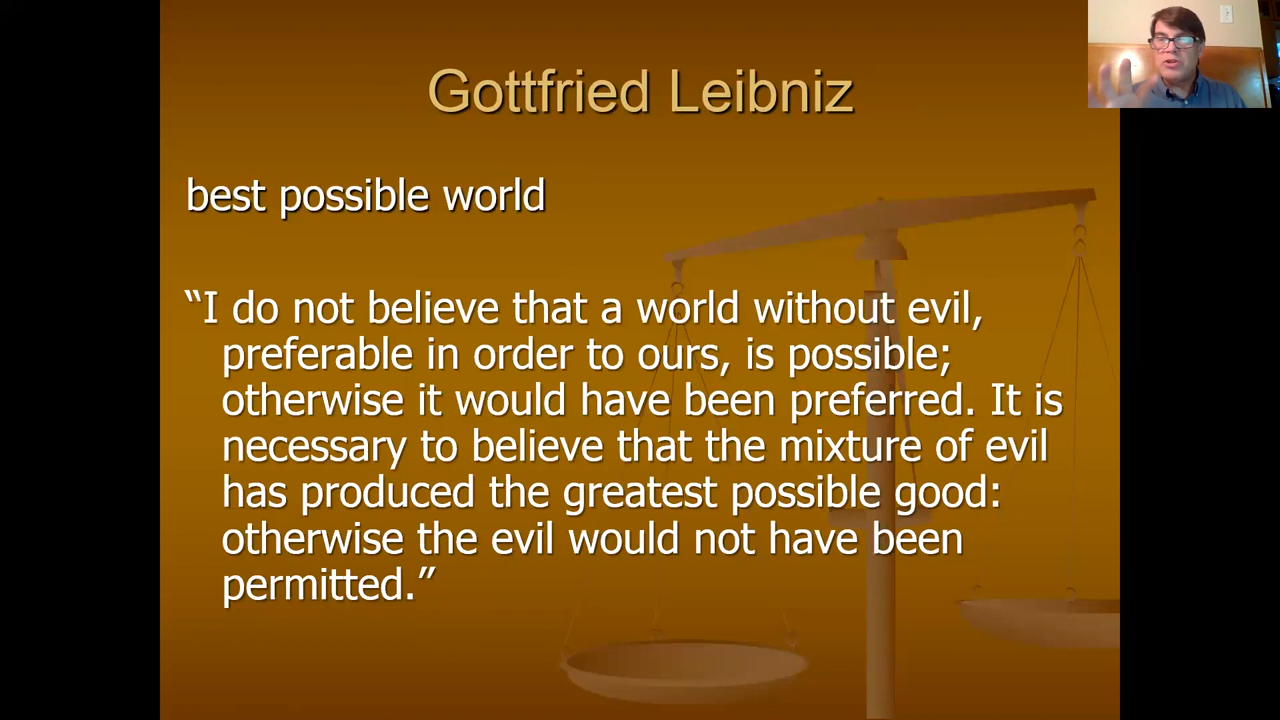 Gottfried Leibniz
best possible world
“I do not believe that a world without evil,
preferable in order to ours, is possible;
otherwise it would have been preferred. It is
necessary to believe that the mixture of evil
has produced the greatest possible good:
otherwise the evil would not have been
permitted.”